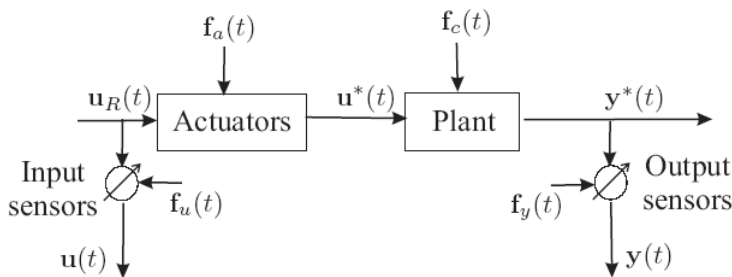 f_a(t)
f_c(t)
u_R(t)
u*(t)
y*(t)
Actuators
Plant
Input
sensors
f_u(t)
f_y(t)
Output
sensors
u(t)
y(t)